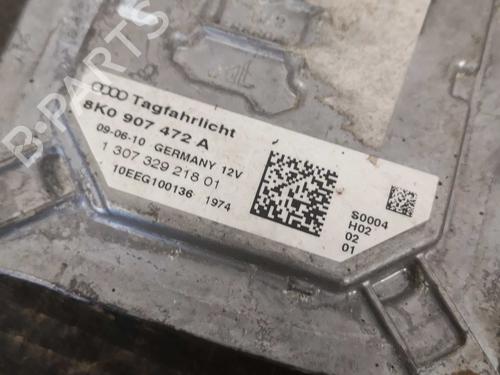 Tagfahrlicht
8K0 907 472 A
09-06-10 GERMANY 12V
1 307 329 218 01
10EEG100136 1974
S0004
H02
02
01
B-PARTS